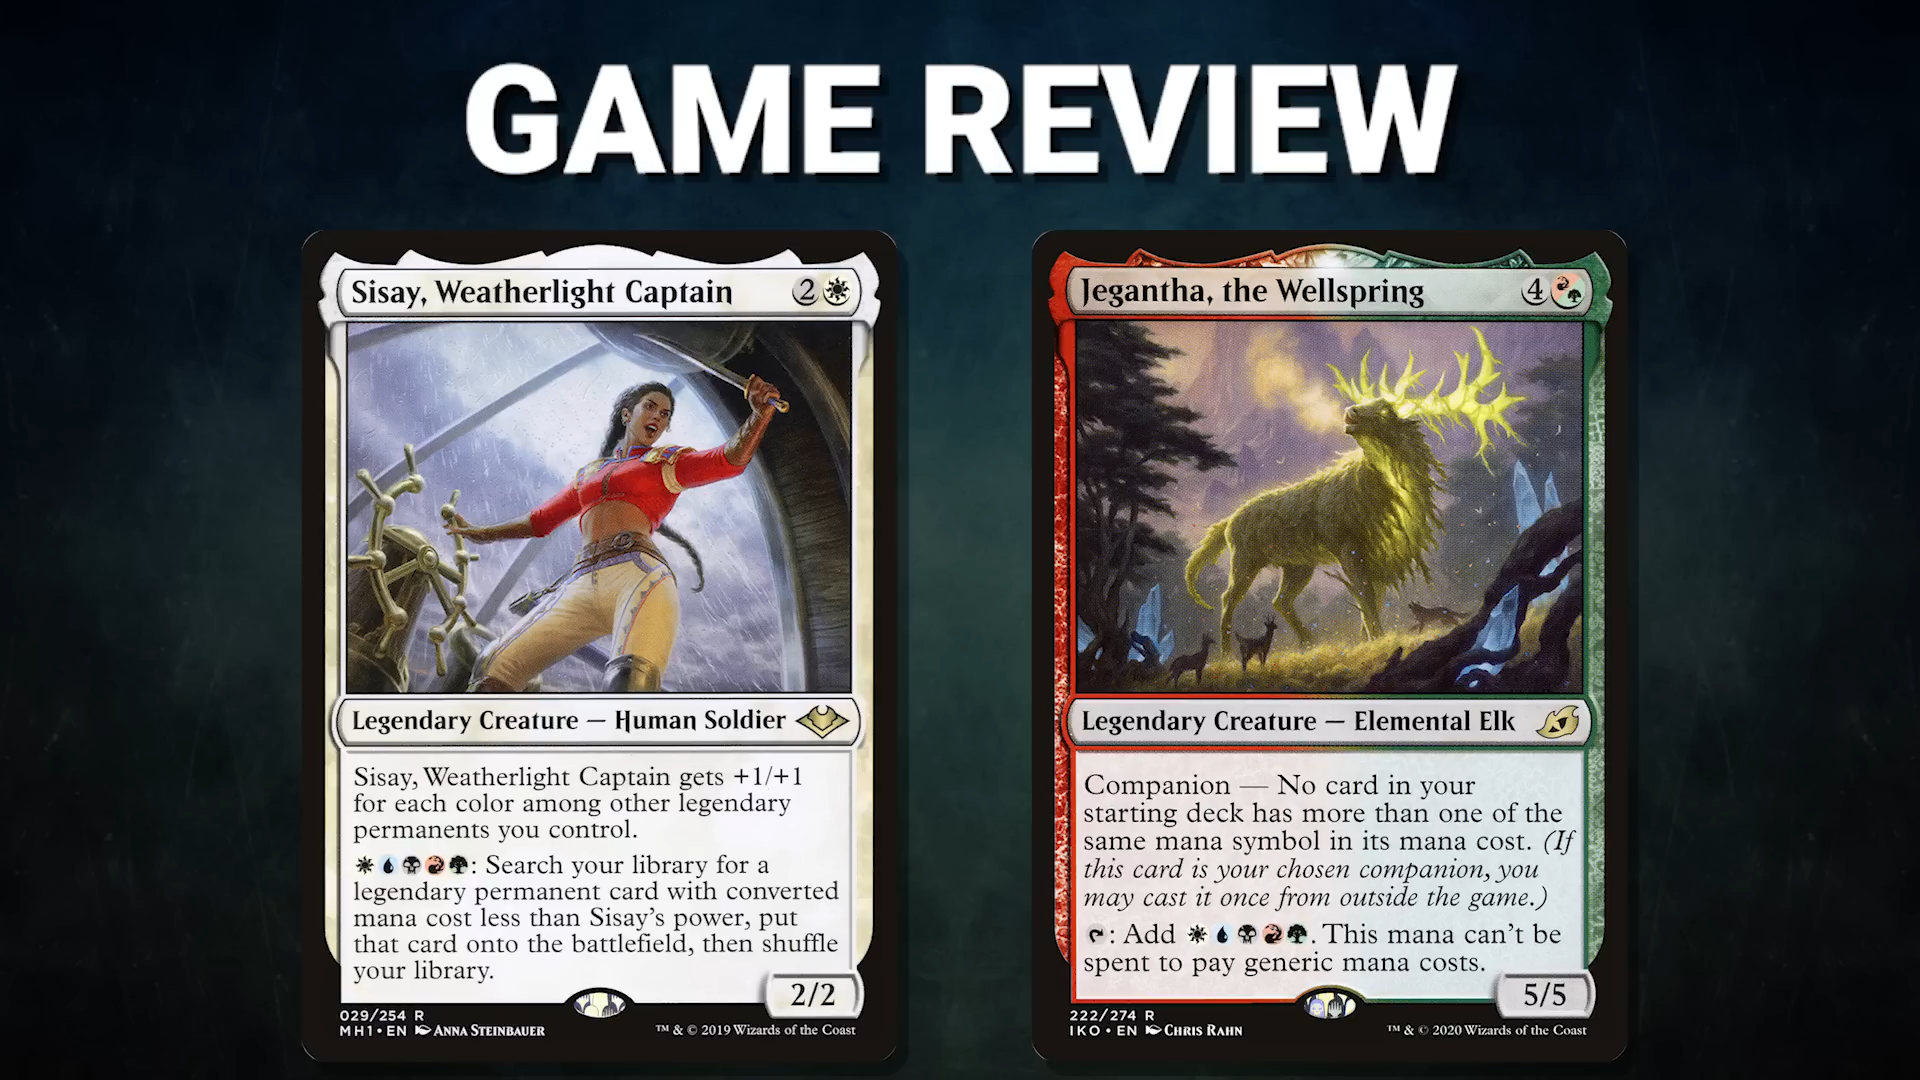 GAME REVIEW
Sisay, Weatherlight Captain 2
Legendary Creature — Human Soldier
Sisay, Weatherlight Captain gets +1/+1
for each color among other legendary
permanents you control.
: Search your library for a
legendary permanent card with converted
mana cost less than Sisay's power, put
that card onto the battlefield, then shuffle
your library.
2/2
029/254 R
MH1 • EN ANNA STEINBAUER
™ & © 2019 Wizards of the Coast
Jegantha, the Wellspring 4
Legendary Creature — Elemental Elk
Companion — No card in your
starting deck has more than one of the
same mana symbol in its mana cost. (If
this card is your chosen companion, you
may cast it once from outside the game.)
: Add . This mana can't be
spent to pay generic mana costs.
5/5
222/274 R
IKO • EN CHRIS RAHN
™ & © 2020 Wizards of the Coast